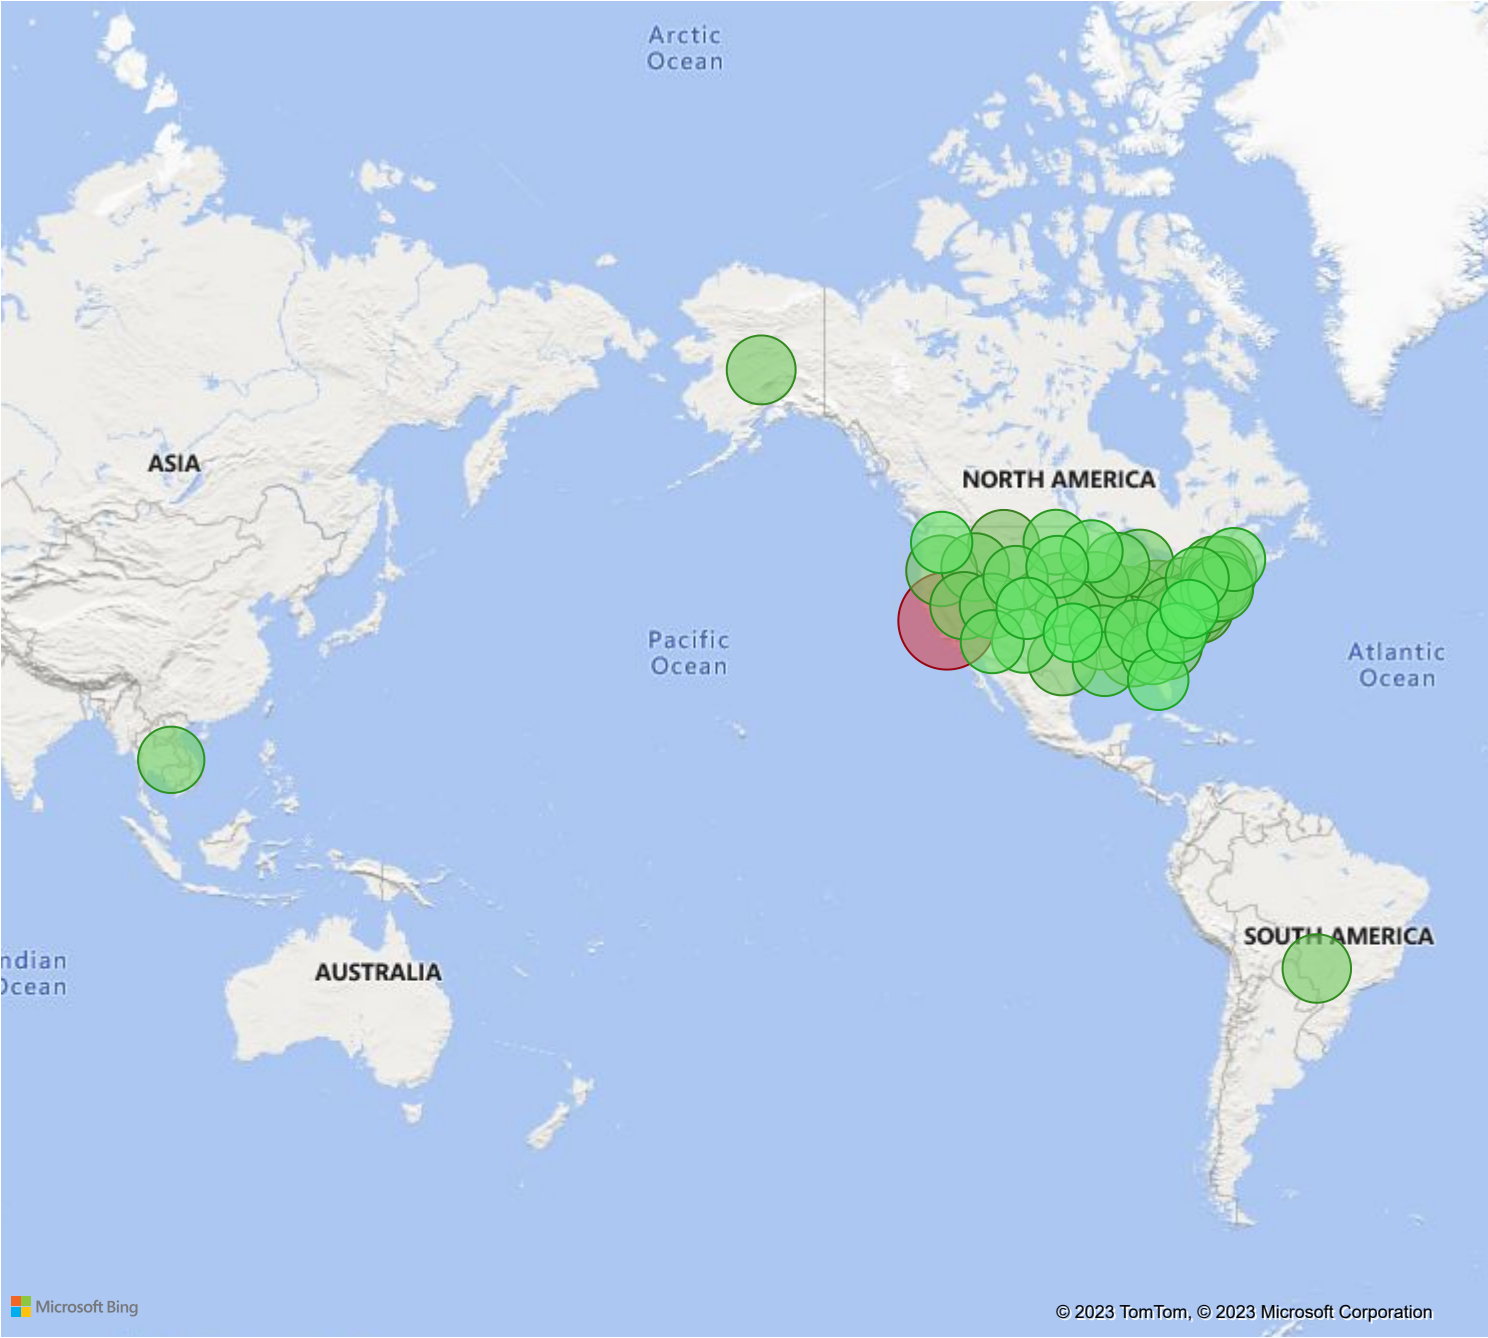 Arctic
Ocean
ASIA
NORTH AMERICA
Pacific
Ocean
Atlantic
Ocean
SOUTH AMERICA
ndian
Ocean
AUSTRALIA
Microsoft Bing
© 2023 TomTom, © 2023 Microsoft Corporation